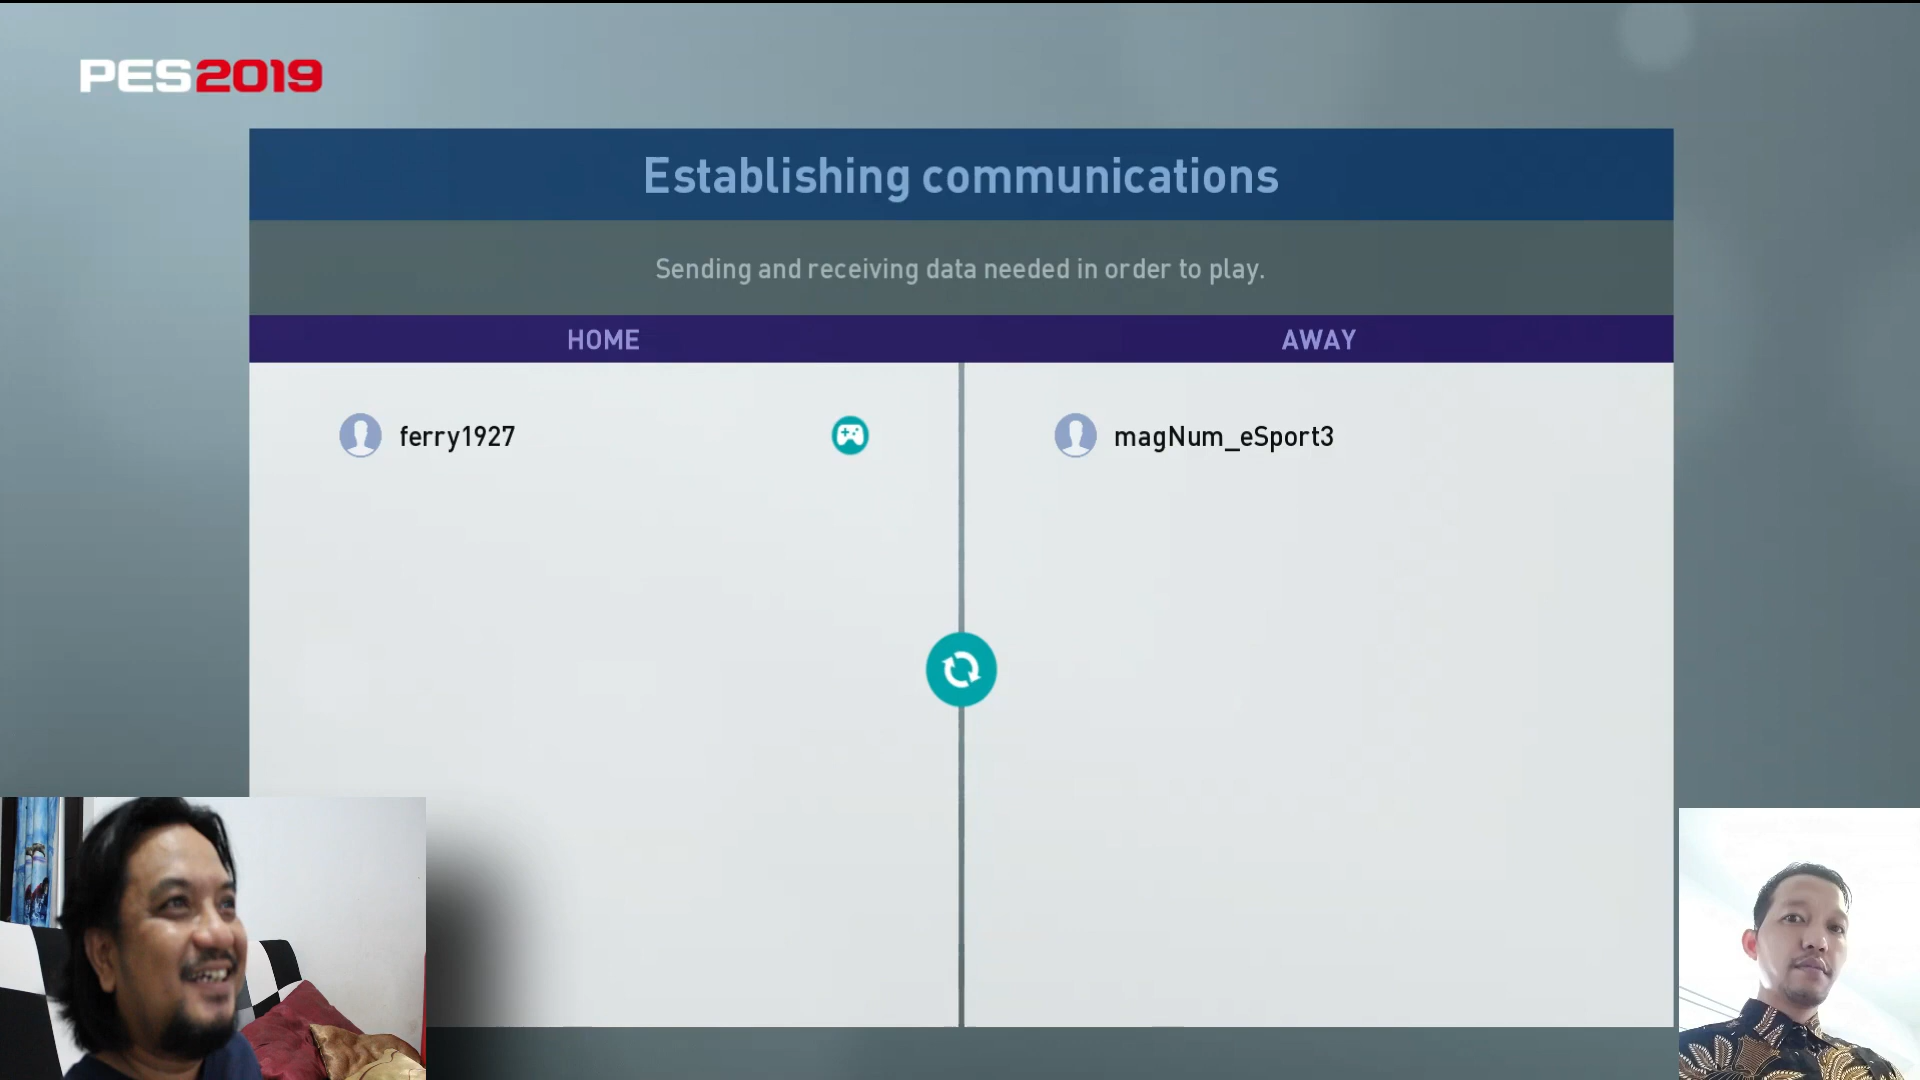 PES2019
Establishing communications
Sending and receiving data needed in order to play.
HOME
AWAY
ferry1927
magNum_eSport3